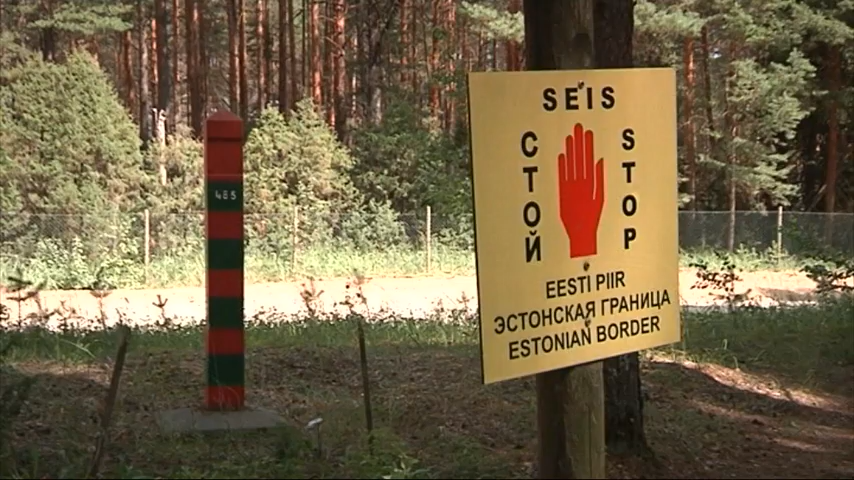 SEIS
СТОЙ
STOP
EESTI PIIR
ЭСТОНСКАЯ ГРАНИЦА
ESTONIAN BORDER
485